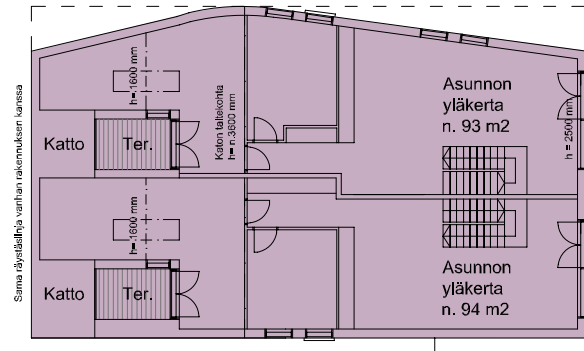 Sama räystäslinja vanhan rakennuksen kanssa
h= 1600 mm
Katon taitekohta
h= n.3600 mm
Asunnon
yläkerta
n. 93 m2
h = 2500 mm
Katto
Ter.
h= 1600 mm
Katto
Ter.
Asunnon
yläkerta
n. 94 m2